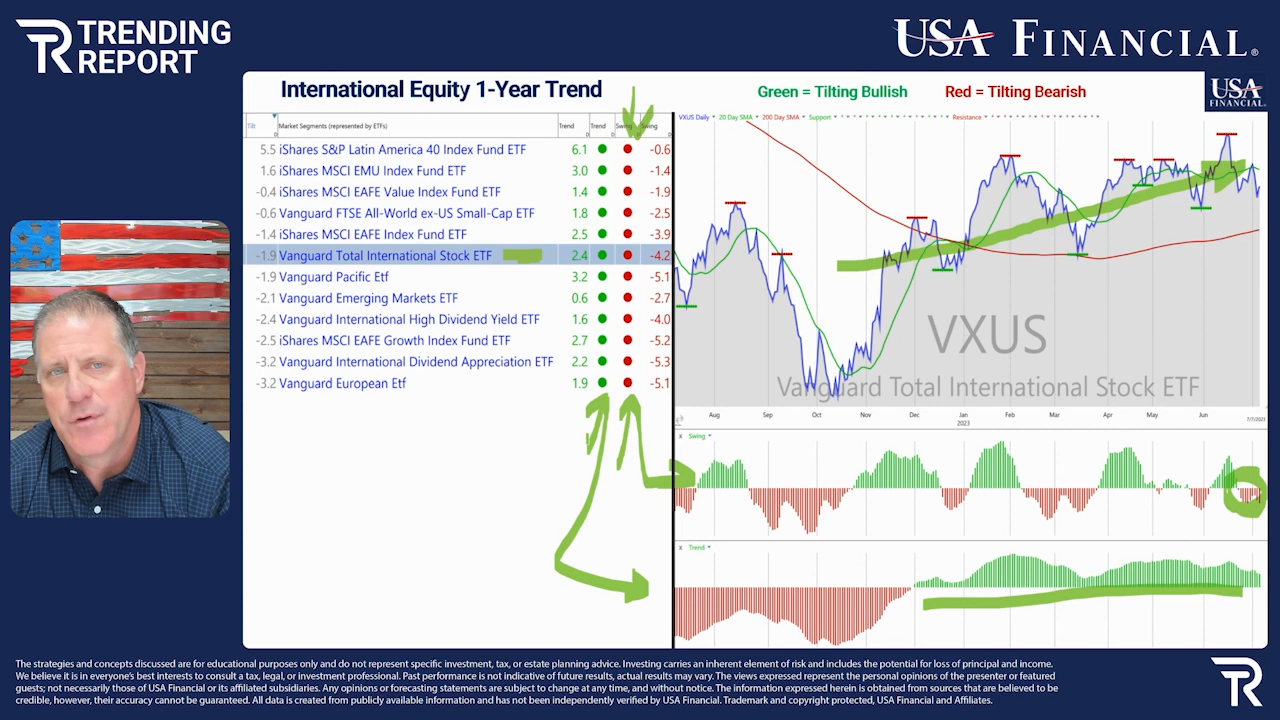 TRENDING
REPORT
USA FINANCIAL®
International Equity 1-Year Trend
Green = Tilting Bullish
Red = Tilting Bearish
USA
FINANCIAL
Tilt Market Segments (represented by ETFs) Trend Trend Swing Swing
5.5 iShares S&P Latin America 40 Index Fund ETF 6.1 -0.6
1.6 iShares MSCI EMU Index Fund ETF 3.0 -1.4
-0.4 iShares MSCI EAFE Value Index Fund ETF 1.4 -1.9
-0.6 Vanguard FTSE All-World ex-US Small-Cap ETF 1.8 -2.5
-1.4 iShares MSCI EAFE Index Fund ETF 2.5 -3.9
-1.9 Vanguard Total International Stock ETF 2.4 -4.2
-1.9 Vanguard Pacific Etf 3.2 -5.1
-2.1 Vanguard Emerging Markets ETF 0.6 -2.7
-2.4 Vanguard International High Dividend Yield ETF 1.6 -4.0
-2.5 iShares MSCI EAFE Growth Index Fund ETF 2.7 -5.2
-3.2 Vanguard International Dividend Appreciation ETF 2.2 -5.3
-3.2 Vanguard European Etf 1.9 -5.1
VXUS Daily 20 Day SMA 200 Day SMA Support Resistance
VXUS
Vanguard Total International Stock ETF
Aug Sep Oct Nov Dec Jan Feb Mar Apr May Jun
2023 7/7/2023
X Swing
X Trend
The strategies and concepts discussed are for educational purposes only and do not represent specific investment, tax, or estate planning advice. Investing carries an inherent element of risk and includes the potential for loss of principal and income.
We believe it is in everyone's best interests to consult a tax, legal, or investment professional. Past performance is not indicative of future results, actual results may vary. The views expressed represent the personal opinions of the presenter or featured
guests; not necessarily those of USA Financial or its affiliated subsidiaries. Any opinions or forecasting statements are subject to change at any time, and without notice. The information expressed herein is obtained from sources that are believed to be
credible, however, their accuracy cannot be guaranteed. All data is created from publicly available information and has not been independently verified by USA Financial. Trademark and copyright protected, USA Financial and Affiliates.